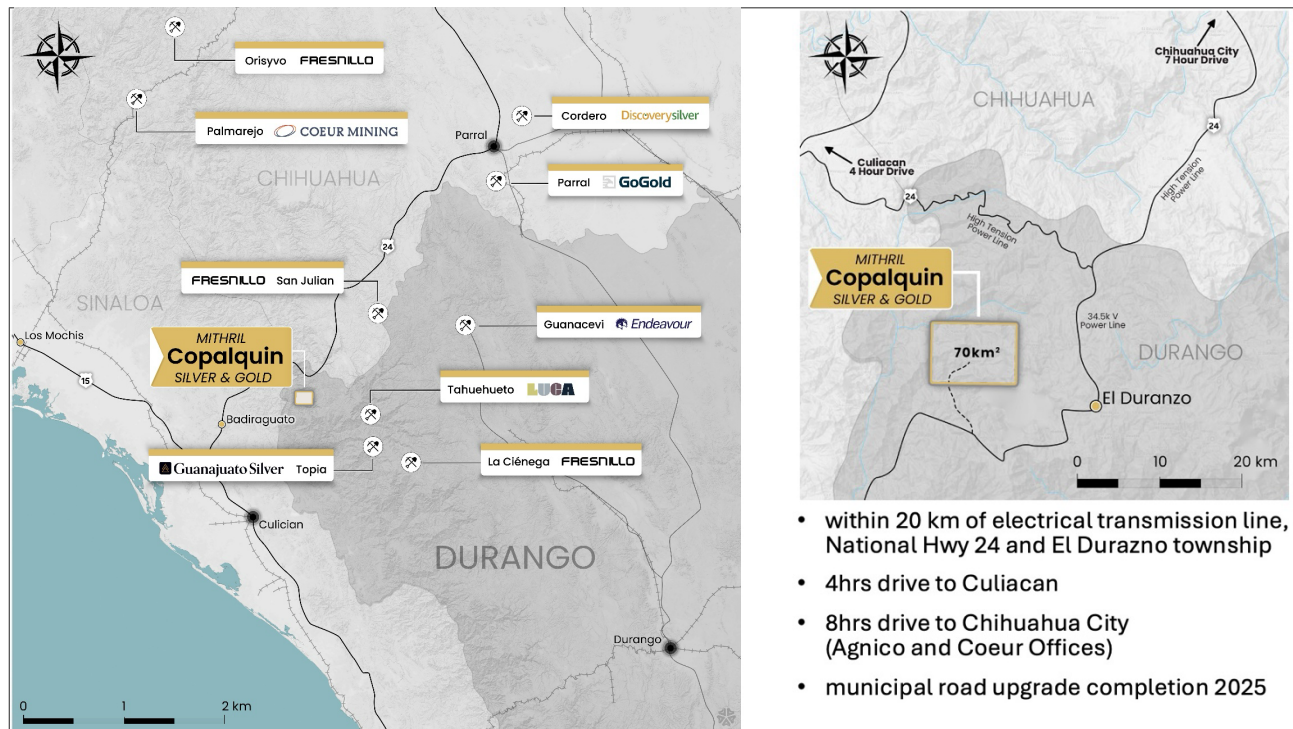 Orisyvo FRESNILLO
Palmarejo COEUR MINING
CHIHUAHUA
Parral
Cordero Discoverysilver
Parral GoGold
24
FRESNILLO San Julian
SINALOA
Los Mochis
15
MITHRIL
Copalquin
SILVER & GOLD
Guanaceví Endeavour
Tahuehueto LUCA
Badiraguato
Guanajuato Silver Topia
La Ciénega FRESNILLO
Culician
DURANGO
Durango
0 1 2 km
Chihuahua City
7 Hour Drive
CHIHUAHUA
24
Culiacan
4 Hour Drive
24
High Tension
Power Line
High Tension
Power Line
MITHRIL
Copalquin
SILVER & GOLD
34.5k V
Power Line
70km²
DURANGO
El Duranzo
0 10 20 km
• within 20 km of electrical transmission line,
National Hwy 24 and El Durazno township
• 4hrs drive to Culiacan
• 8hrs drive to Chihuahua City
(Agnico and Coeur Offices)
• municipal road upgrade completion 2025